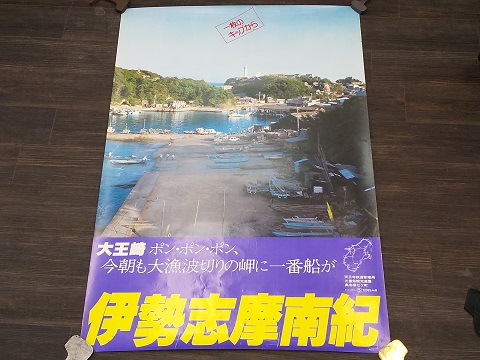 一枚の
キップから
大王崎 ポン・ポン・ポン、
今朝も大漁波切りの岬に一番船が
伊勢志摩南紀